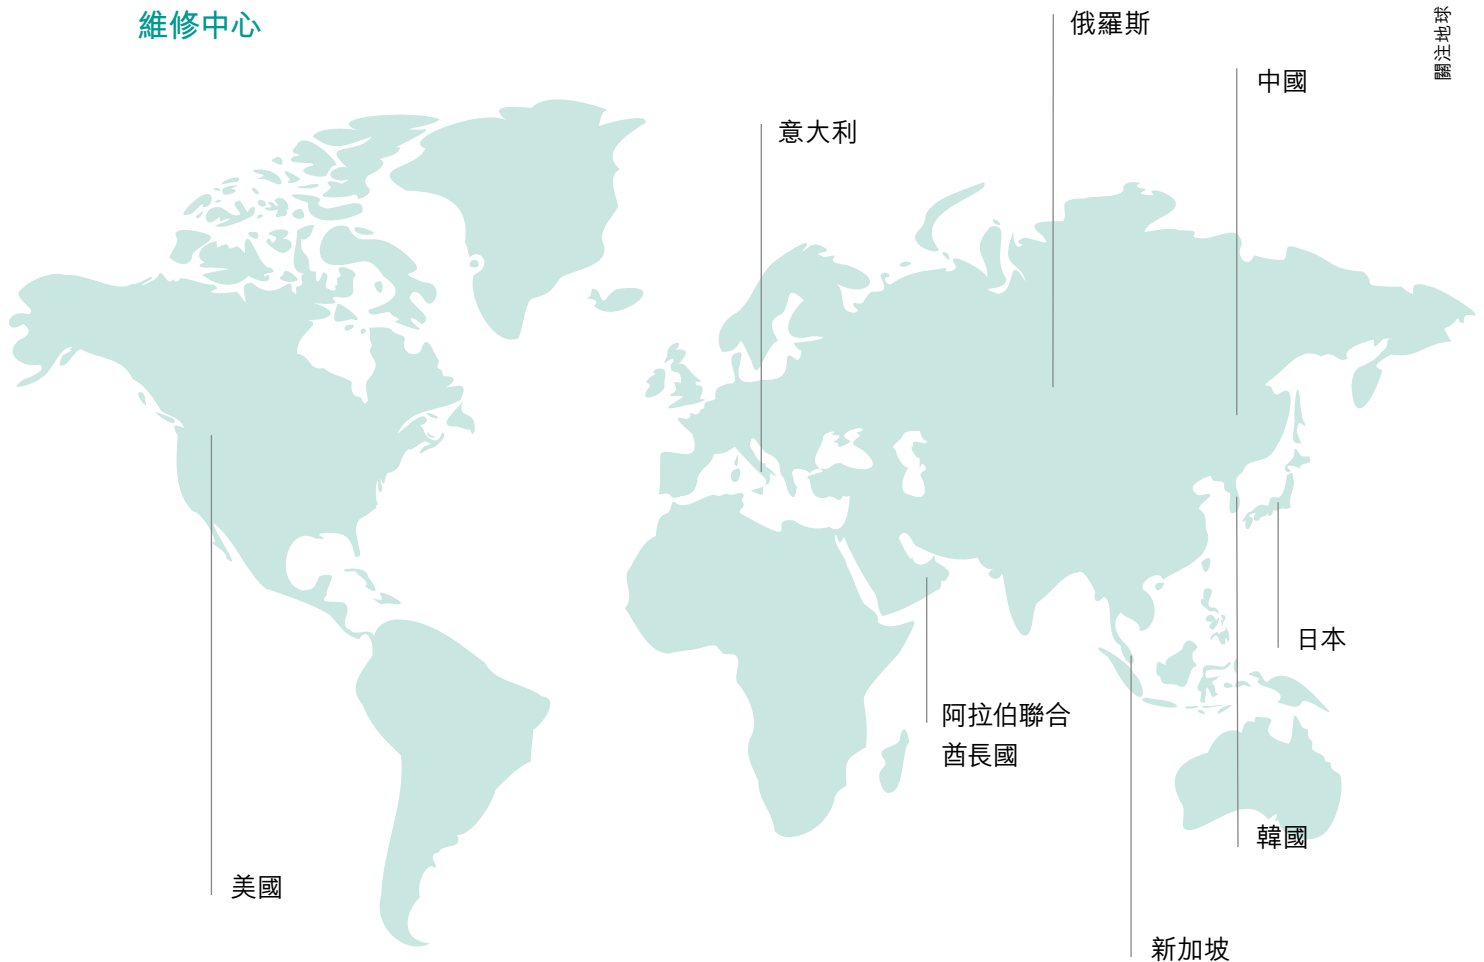 維修中心
俄羅斯
關注地球
中國
意大利
日本
阿拉伯聯合
酋長國
韓國
美國
新加坡